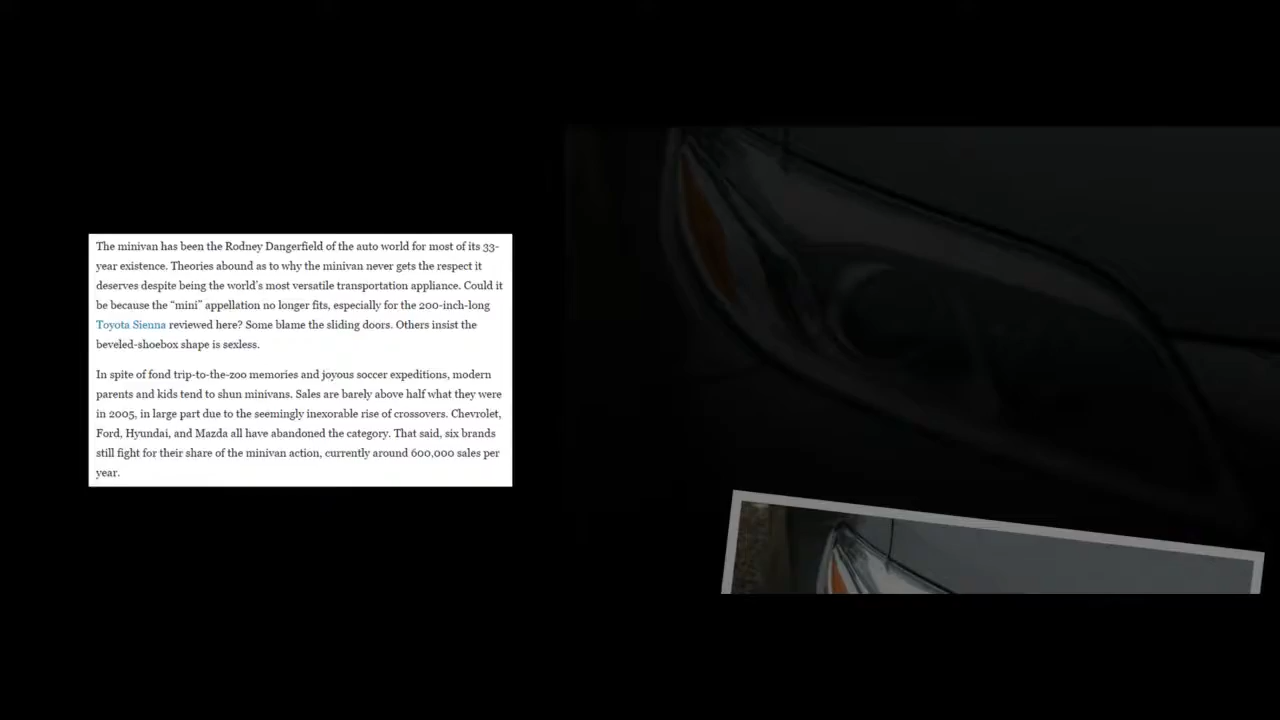 The minivan has been the Rodney Dangerfield of the auto world for most of its 33-
year existence. Theories abound as to why the minivan never gets the respect it
deserves despite being the world’s most versatile transportation appliance. Could it
be because the “mini” appellation no longer fits, especially for the 200-inch-long
Toyota Sienna reviewed here? Some blame the sliding doors. Others insist the
beveled-shoebox shape is sexless.
In spite of fond trip-to-the-zoo memories and joyous soccer expeditions, modern
parents and kids tend to shun minivans. Sales are barely above half what they were
in 2005, in large part due to the seemingly inexorable rise of crossovers. Chevrolet,
Ford, Hyundai, and Mazda all have abandoned the category. That said, six brands
still fight for their share of the minivan action, currently around 600,000 sales per
year.